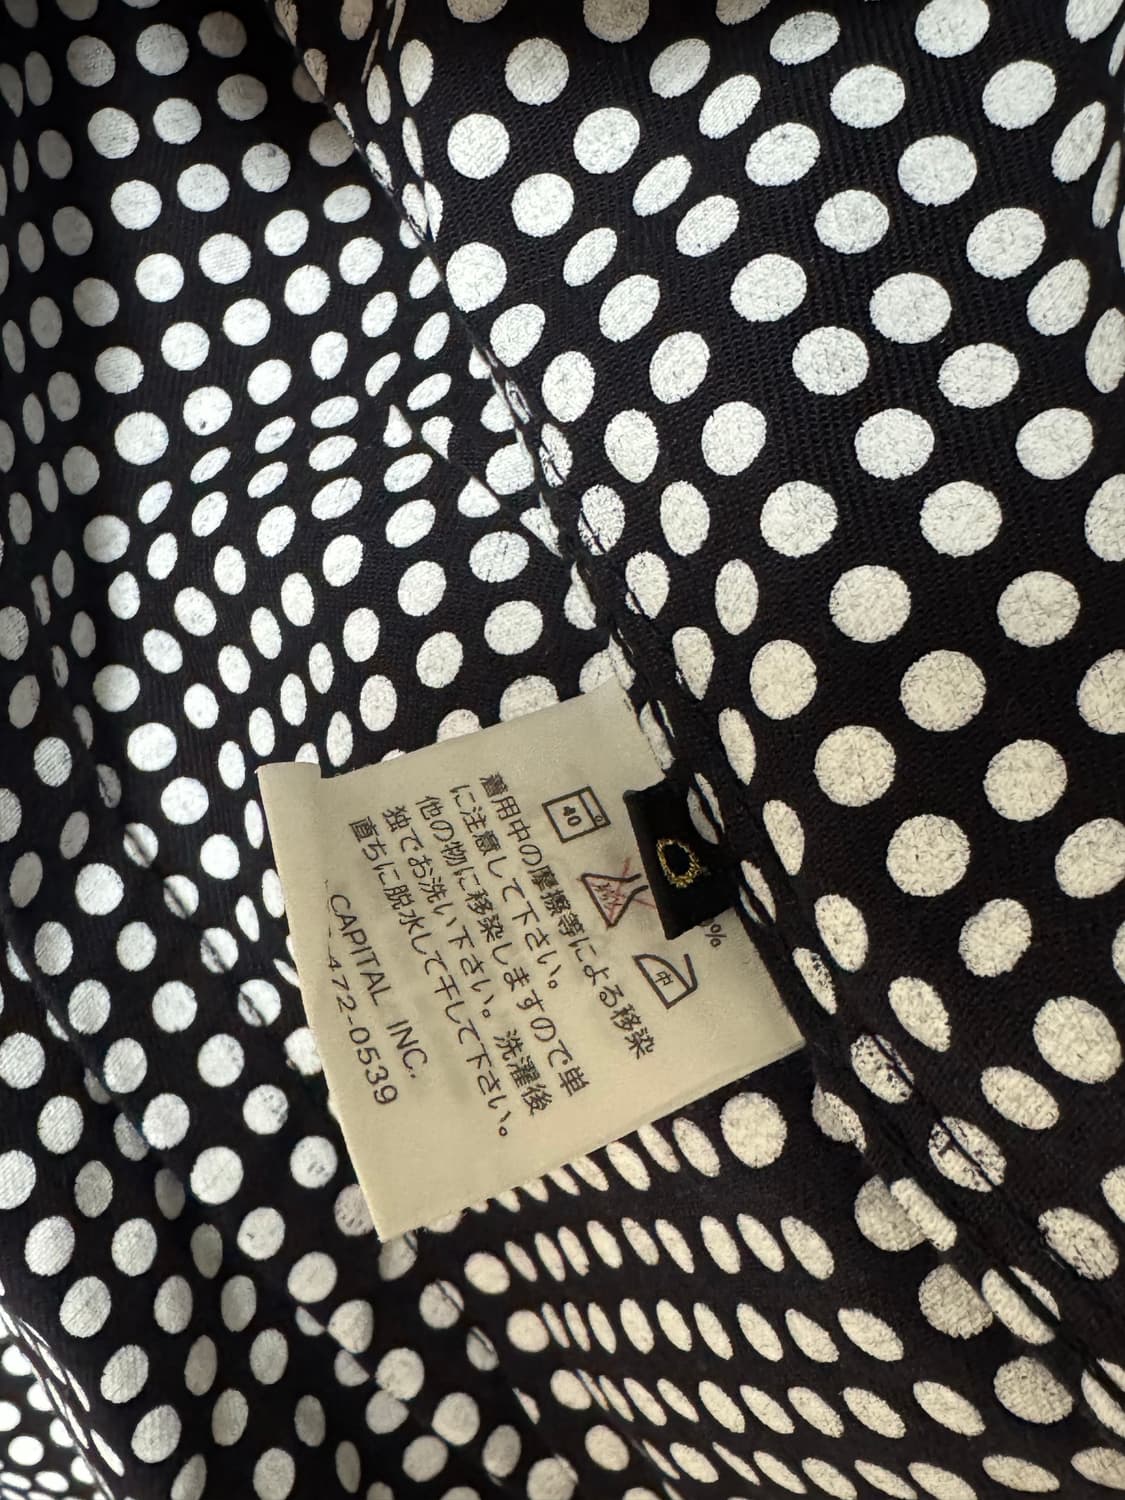 %
40
中
着用中の摩擦等による移染
に注意して下さい。
他の物に移染しますので単
独でお洗い下さい。洗濯後
直ちに脱水して干して下さい。
CAPITAL INC.
472-0539